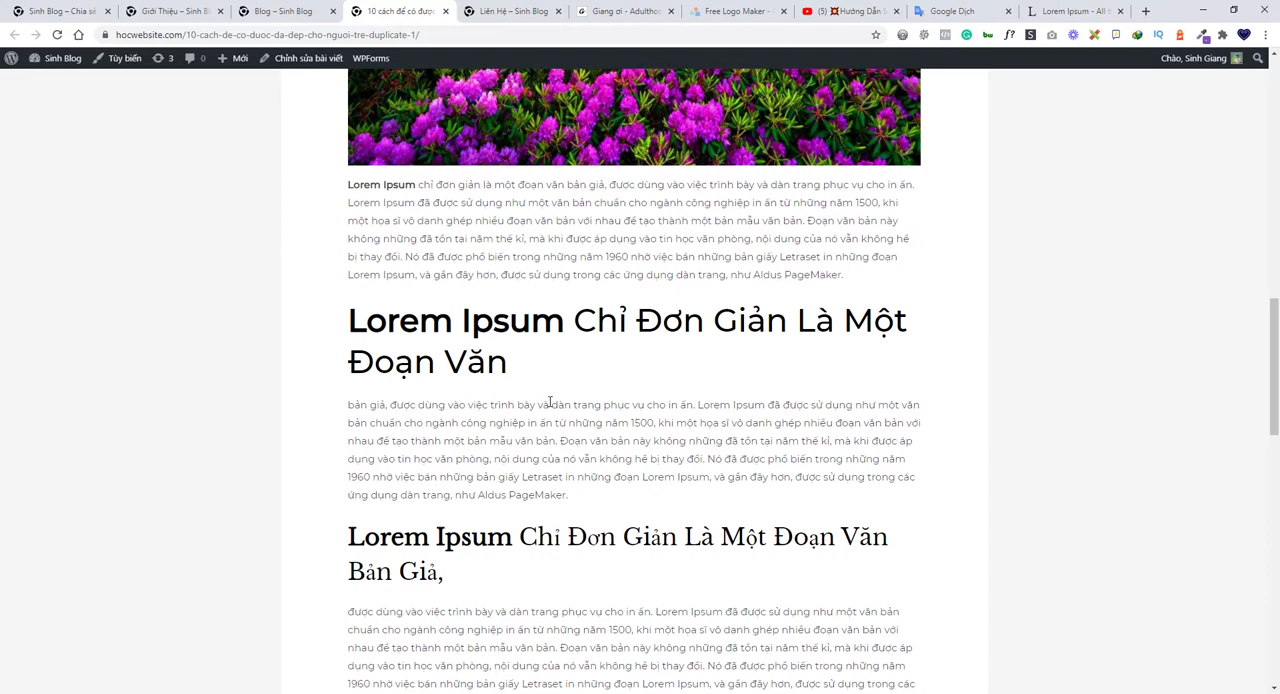 Sinh Blog – Chia sẻ
Giới Thiệu – Sinh B
Blog – Sinh Blog
10 cách để có được
Liên Hệ – Sinh Blog
Giang ơi - Adulthoo
Free Logo Maker -
(5) Hướng Dẫn S
Google Dịch
Lorem Ipsum - All t
hocwebsite.com/10-cach-de-co-duoc-da-dep-cho-nguoi-tre-duplicate-1/
Sinh Blog Tùy biến 3 0 Mới Chỉnh sửa bài viết WPForms Chào, Sinh Giang
Lorem Ipsum chỉ đơn giản là một đoạn văn bản giả, được dùng vào việc trình bày và dàn trang phục vụ cho in ấn.
Lorem Ipsum đã được sử dụng như một văn bản chuẩn cho ngành công nghiệp in ấn từ những năm 1500, khi
một họa sĩ vô danh ghép nhiều đoạn văn bản với nhau để tạo thành một bản mẫu văn bản. Đoạn văn bản này
không những đã tồn tại năm thế kỉ, mà khi được áp dụng vào tin học văn phòng, nội dung của nó vẫn không hề
bị thay đổi. Nó đã được phổ biến trong những năm 1960 nhờ việc bán những bản giấy Letraset in những đoạn
Lorem Ipsum, và gần đây hơn, được sử dụng trong các ứng dụng dàn trang, như Aldus PageMaker.
Lorem Ipsum Chỉ Đơn Giản Là Một
Đoạn Văn
bản giả, được dùng vào việc trình bày và dàn trang phục vụ cho in ấn. Lorem Ipsum đã được sử dụng như một văn
bản chuẩn cho ngành công nghiệp in ấn từ những năm 1500, khi một họa sĩ vô danh ghép nhiều đoạn văn bản với
nhau để tạo thành một bản mẫu văn bản. Đoạn văn bản này không những đã tồn tại năm thế kỉ, mà khi được áp
dụng vào tin học văn phòng, nội dung của nó vẫn không hề bị thay đổi. Nó đã được phổ biến trong những năm
1960 nhờ việc bán những bản giấy Letraset in những đoạn Lorem Ipsum, và gần đây hơn, được sử dụng trong các
ứng dụng dàn trang, như Aldus PageMaker.
Lorem Ipsum Chỉ Đơn Giản Là Một Đoạn Văn
Bản Giả,
được dùng vào việc trình bày và dàn trang phục vụ cho in ấn. Lorem Ipsum đã được sử dụng như một văn bản
chuẩn cho ngành công nghiệp in ấn từ những năm 1500, khi một họa sĩ vô danh ghép nhiều đoạn văn bản với
nhau để tạo thành một bản mẫu văn bản. Đoạn văn bản này không những đã tồn tại năm thế kỉ, mà khi được áp
dụng vào tin học văn phòng, nội dung của nó vẫn không hề bị thay đổi. Nó đã được phổ biến trong những năm
1960 nhờ việc bán những bản giấy Letraset in những đoạn Lorem Ipsum, và gần đây hơn, được sử dụng trong các